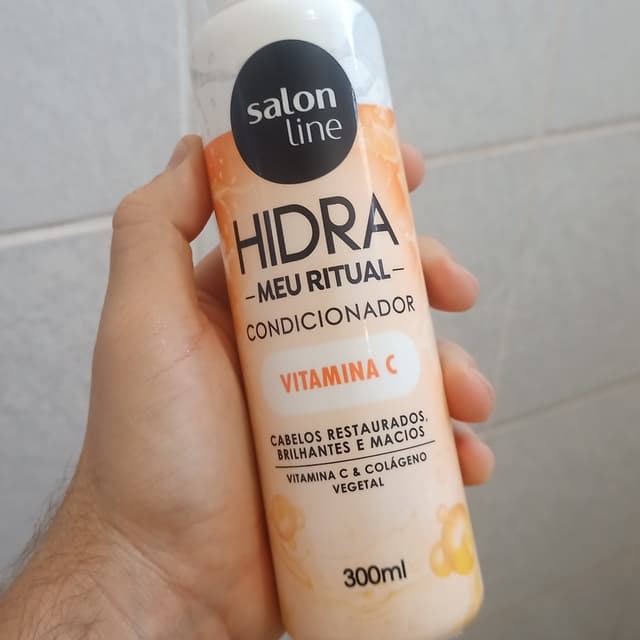 salon
line
HIDRA
-MEU RITUAL-
CONDICIONADOR
VITAMINA C
CABELOS RESTAURADOS,
BRILHANTES E MACIOS
VITAMINA C & COLÁGENO
VEGETAL
300ml